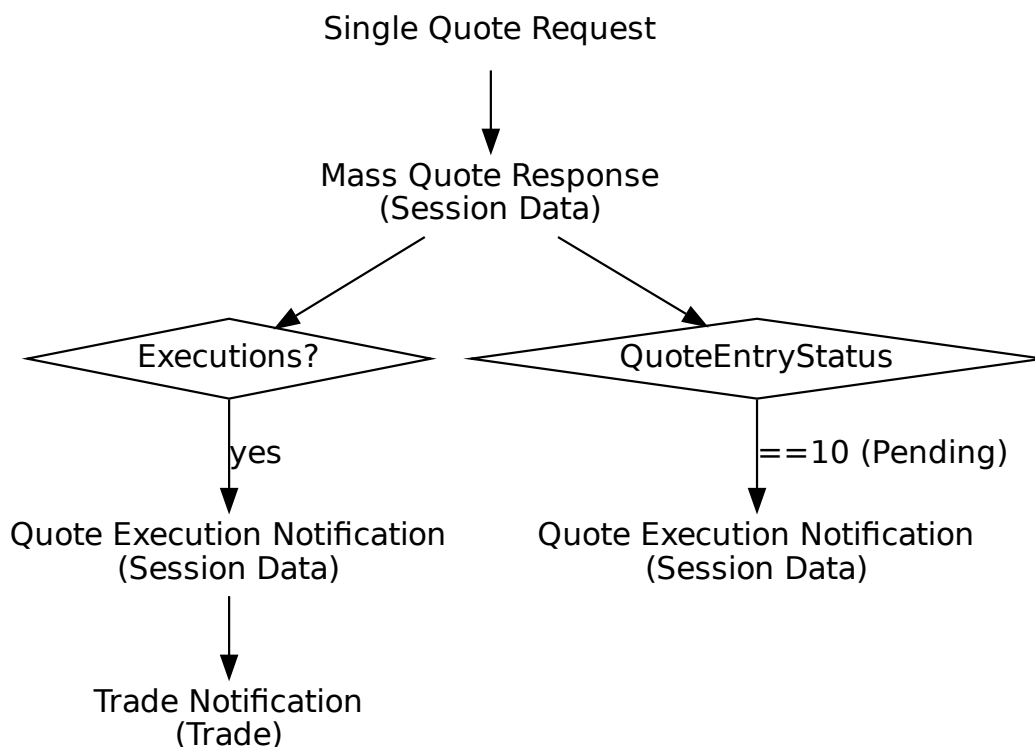 Single Quote Request
Mass Quote Response
(Session Data)
Executions?
QuoteEntryStatus
yes
==10 (Pending)
Quote Execution Notification
(Session Data)
Quote Execution Notification
(Session Data)
Trade Notification
(Trade)